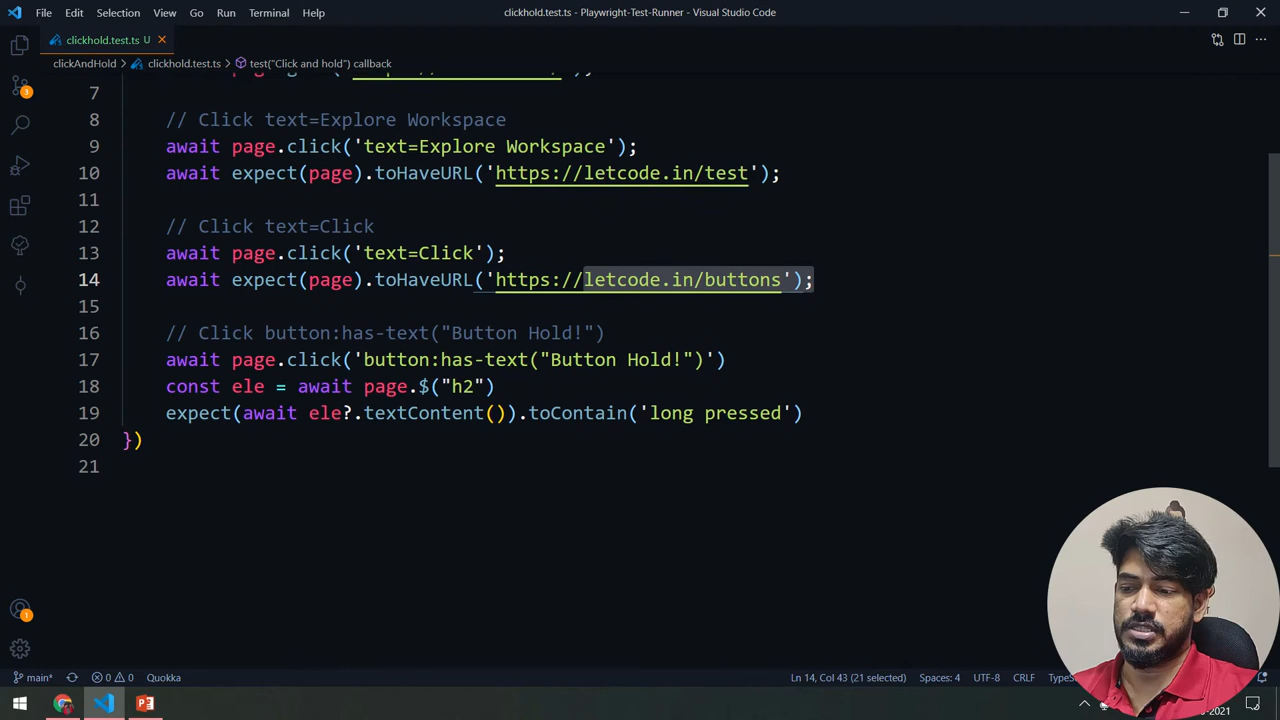 File Edit Selection View Go Run Terminal Help
clickhold.test.ts - Playwright-Test-Runner - Visual Studio Code
clickhold.test.ts U
clickAndHold > clickhold.test.ts > test("Click and hold") callback
7
8 // Click text=Explore Workspace
9 await page.click('text=Explore Workspace');
10 await expect(page).toHaveURL('https://letcode.in/test');
11
12 // Click text=Click
13 await page.click('text=Click');
14 await expect(page).toHaveURL('https://letcode.in/buttons');
15
16 // Click button:has-text("Button Hold!")
17 await page.click('button:has-text("Button Hold!")')
18 const ele = await page.$("h2")
19 expect(await ele?.textContent()).toContain('long pressed')
20 })
21
3
1
main* 0 0 Quokka
Ln 14, Col 43 (21 selected) Spaces: 4 UTF-8 CRLF
2021